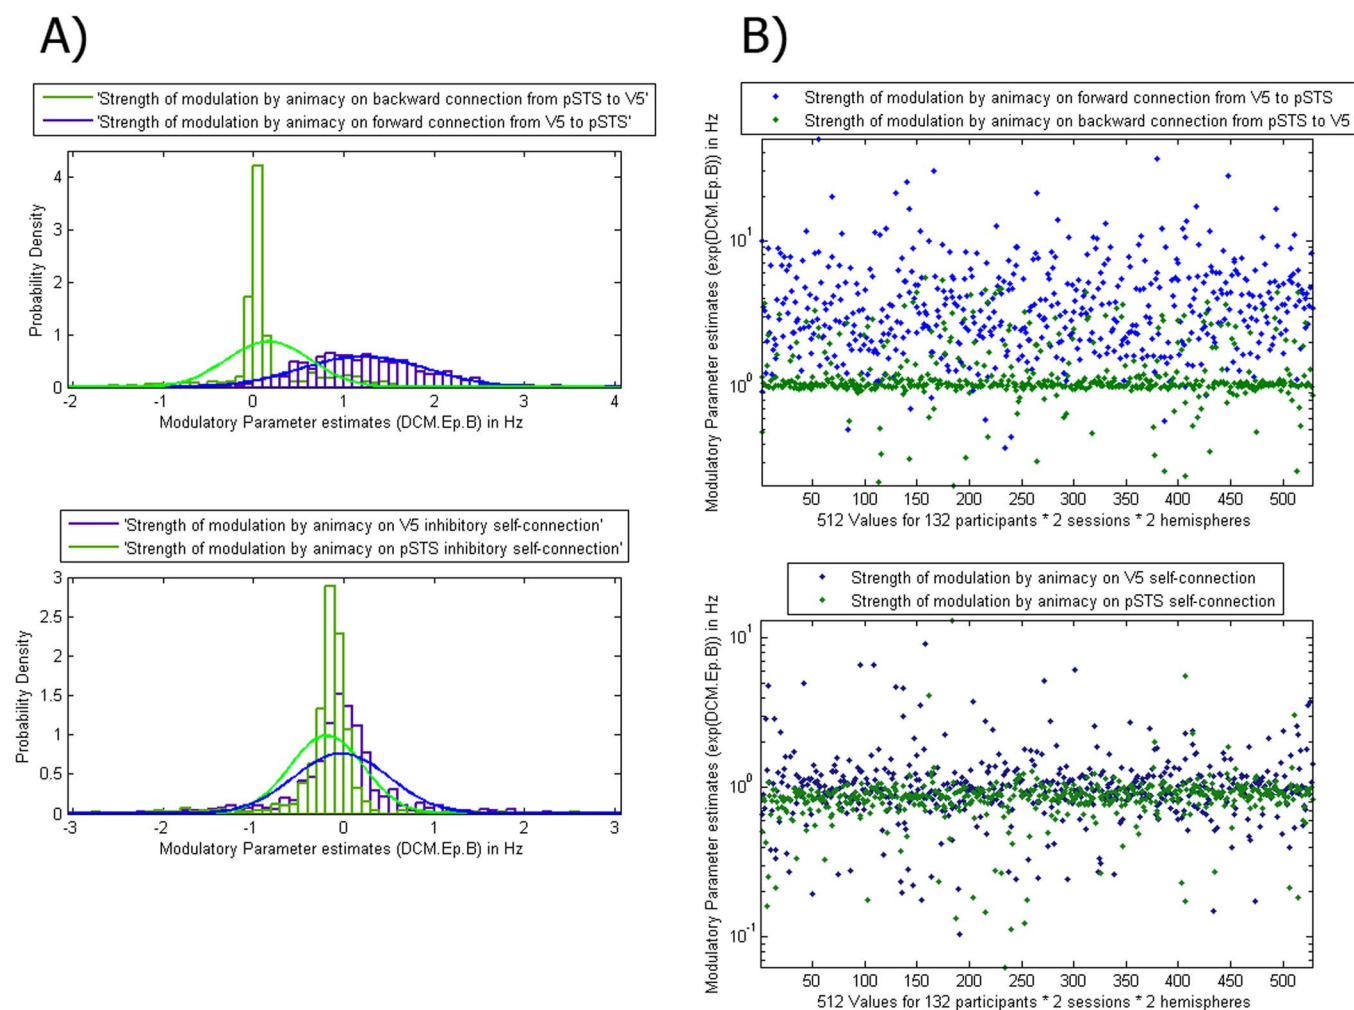 A)
'Strength of modulation by animacy on backward connection from pSTS to V5'
'Strength of modulation by animacy on forward connection from V5 to pSTS'
Probability Density
4
3
2
1
0
-2 -1 0 1 2 3 4
Modulatory Parameter estimates (DCM.Ep.B) in Hz
'Strength of modulation by animacy on V5 inhibitory self-connection'
'Strength of modulation by animacy on pSTS inhibitory self-connection'
Probability Density
3
2.5
2
1.5
1
0.5
0
-3 -2 -1 0 1 2 3
Modulatory Parameter estimates (DCM.Ep.B) in Hz
B)
Strength of modulation by animacy on forward connection from V5 to pSTS
Strength of modulation by animacy on backward connection from pSTS to V5
Modulatory Parameter estimates (exp(DCM.Ep.B)) in Hz
10^1
10^0
50 100 150 200 250 300 350 400 450 500
512 Values for 132 participants * 2 sessions * 2 hemispheres
Strength of modulation by animacy on V5 self-connection
Strength of modulation by animacy on pSTS self-connection
Modulatory Parameter estimates (exp(DCM.Ep.B)) in Hz
10^1
10^0
10^-1
50 100 150 200 250 300 350 400 450 500
512 Values for 132 participants * 2 sessions * 2 hemispheres